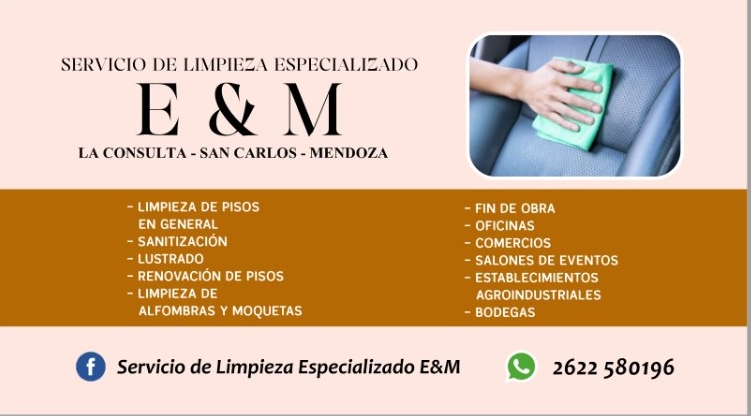 SERVICIO DE LIMPIEZA ESPECIALIZADO
E & M
LA CONSULTA - SAN CARLOS - MENDOZA
- LIMPIEZA DE PISOS
EN GENERAL
- SANITIZACIÓN
- LUSTRADO
- RENOVACIÓN DE PISOS
- LIMPIEZA DE
ALFOMBRAS Y MOQUETAS
- FIN DE OBRA
- OFICINAS
- COMERCIOS
- SALONES DE EVENTOS
- ESTABLECIMIENTOS
AGROINDUSTRIALES
- BODEGAS
Servicio de Limpieza Especializado E&M
2622 580196